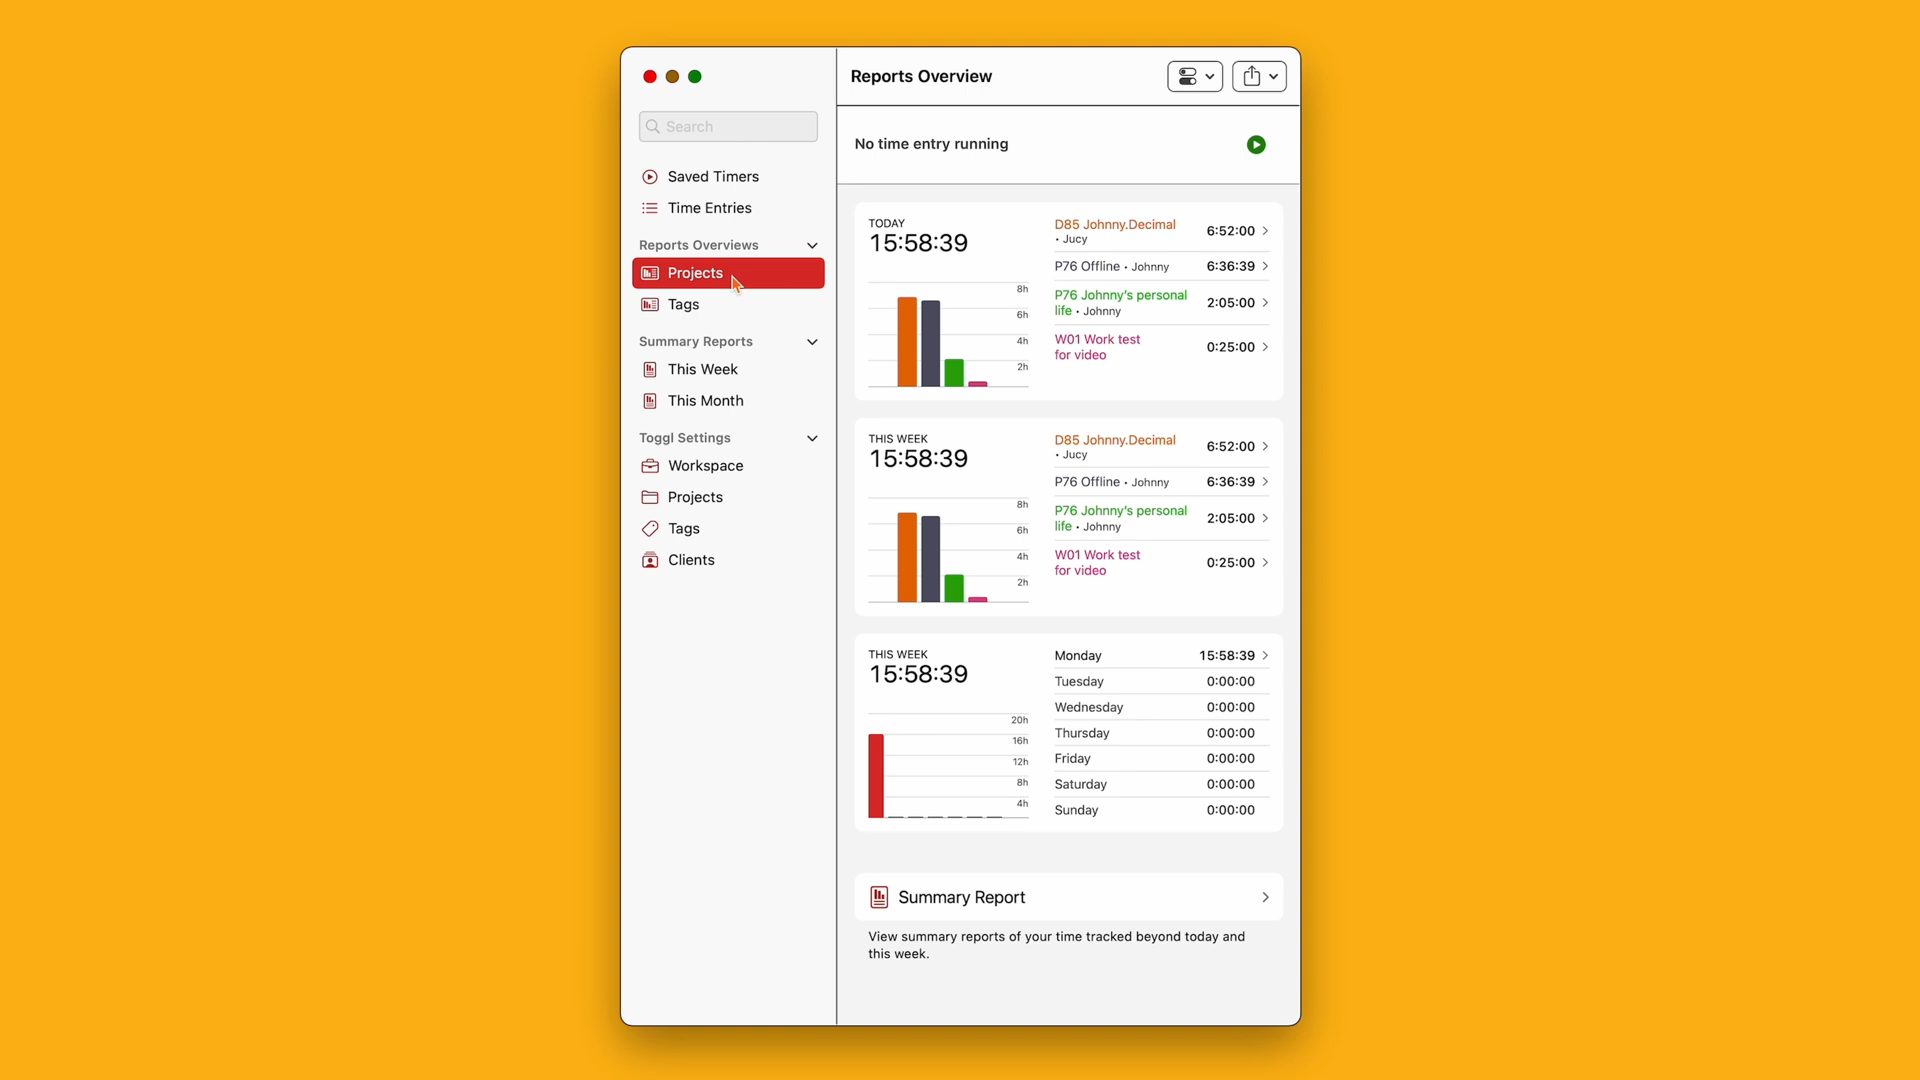 Search
Saved Timers
Time Entries
Reports Overviews
Projects
Tags
Summary Reports
This Week
This Month
Toggl Settings
Workspace
Projects
Tags
Clients
Reports Overview
No time entry running
TODAY
15:58:39
8h
6h
4h
2h
D85 Johnny.Decimal
• Jucy
6:52:00
P76 Offline • Johnny
6:36:39
P76 Johnny's personal
life • Johnny
2:05:00
W01 Work test
for video
0:25:00
THIS WEEK
15:58:39
8h
6h
4h
2h
D85 Johnny.Decimal
• Jucy
6:52:00
P76 Offline • Johnny
6:36:39
P76 Johnny's personal
life • Johnny
2:05:00
W01 Work test
for video
0:25:00
THIS WEEK
15:58:39
20h
16h
12h
8h
4h
Monday 15:58:39
Tuesday 0:00:00
Wednesday 0:00:00
Thursday 0:00:00
Friday 0:00:00
Saturday 0:00:00
Sunday 0:00:00
Summary Report
View summary reports of your time tracked beyond today and
this week.